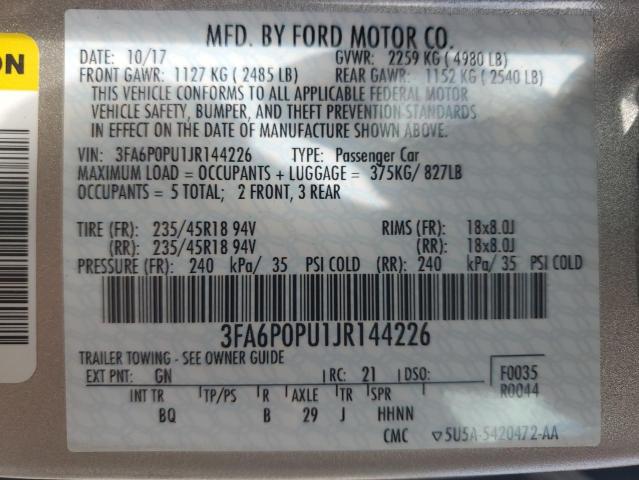 ON
MFD. BY FORD MOTOR CO.
DATE: 10/17 GVWR: 2259 KG ( 4980 LB)
FRONT GAWR: 1127 KG ( 2485 LB) REAR GAWR: 1152 KG ( 2540 LB)
THIS VEHICLE CONFORMS TO ALL APPLICABLE FEDERAL MOTOR
VEHICLE SAFETY, BUMPER, AND THEFT PREVENTION STANDARDS
IN EFFECT ON THE DATE OF MANUFACTURE SHOWN ABOVE.
VIN: 3FA6P0PU1JR144226 TYPE: Passenger Car
MAXIMUM LOAD = OCCUPANTS + LUGGAGE = 375KG/ 827LB
OCCUPANTS = 5 TOTAL; 2 FRONT, 3 REAR
TIRE (FR): 235/45R18 94V RIMS (FR): 18x8.0J
(RR): 235/45R18 94V (RR): 18x8.0J
PRESSURE (FR): 240 kPa/ 35 PSI COLD (RR): 240 kPa/ 35 PSI COLD
3FA6P0PU1JR144226
TRAILER TOWING - SEE OWNER GUIDE
EXT PNT: GN RC: 21 DSO: F0035
R0044
INT TR TP/PS R AXLE TR SPR
BQ B 29 J HHNN
CMC ▽5U5A-5420472-AA